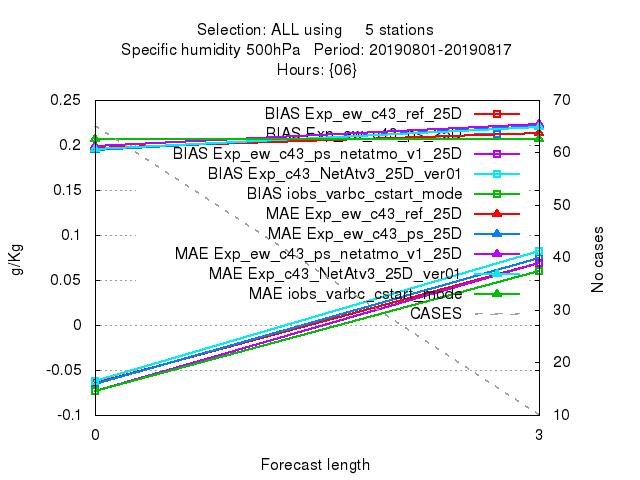 Selection: ALL using 5 stations
Specific humidity 500hPa Period: 20190801-20190817
Hours: {06}
0.25
0.2
0.15
0.1
0.05
0
-0.05
-0.1
g/Kg
70
60
50
40
30
20
10
No cases
BIAS Exp_ew_c43_ref_25D
BIAS Exp_ew_c43_ps_25D
BIAS Exp_ew_c43_ps_netatmo_v1_25D
BIAS Exp_c43_NetAtv3_25D_ver01
BIAS iobs_varbc_cstart_mode
MAE Exp_ew_c43_ref_25D
MAE Exp_ew_c43_ps_25D
MAE Exp_ew_c43_ps_netatmo_v1_25D
MAE Exp_c43_NetAtv3_25D_ver01
MAE iobs_varbc_cstart_mode
CASES
0 3
Forecast length